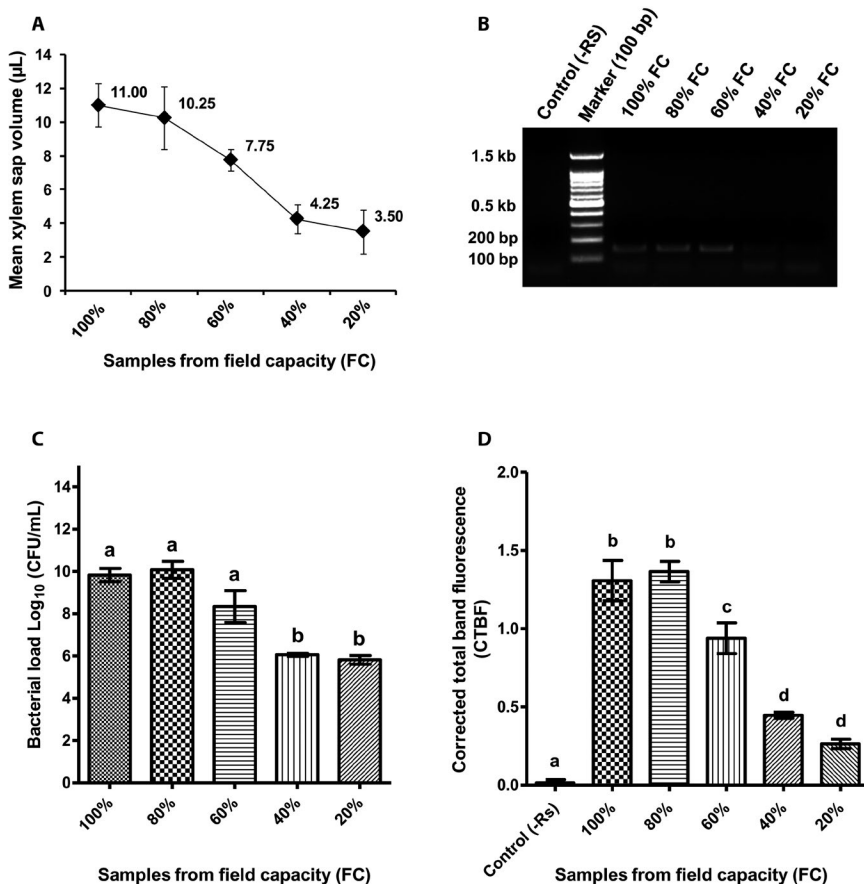 A
Mean xylem sap volume (µL)
14
12
10
8
6
4
2
0
11.00
10.25
7.75
4.25
3.50
100%
80%
60%
40%
20%
Samples from field capacity (FC)
B
Control (-RS)
Marker (100 bp)
100% FC
80% FC
60% FC
40% FC
20% FC
1.5 kb
0.5 kb
200 bp
100 bp
C
Bacterial load Log10 (CFU/mL)
14
12
10
8
6
4
2
0
a
a
a
b
b
100%
80%
60%
40%
20%
Samples from field capacity (FC)
D
Corrected total band fluorescence
(CTBF)
2.0
1.5
1.0
0.5
0.0
a
b
b
c
d
d
Control (-Rs)
100%
80%
60%
40%
20%
Samples from field capacity (FC)